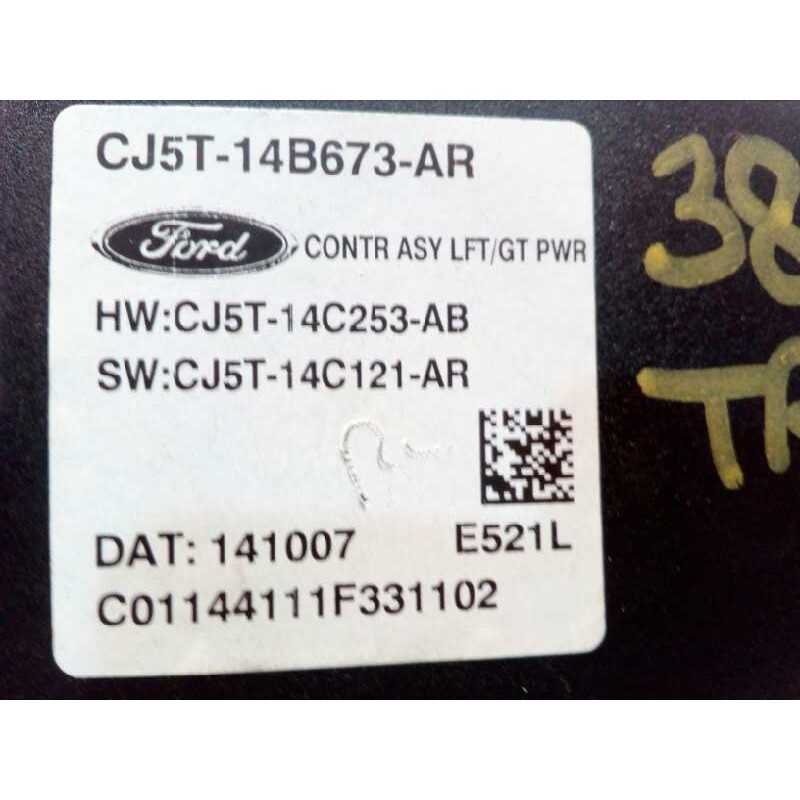 CJ5T-14B673-AR
Ford CONTR ASY LFT/GT PWR
HW:CJ5T-14C253-AB
SW:CJ5T-14C121-AR
DAT: 141007 E521L
C01144111F331102
38